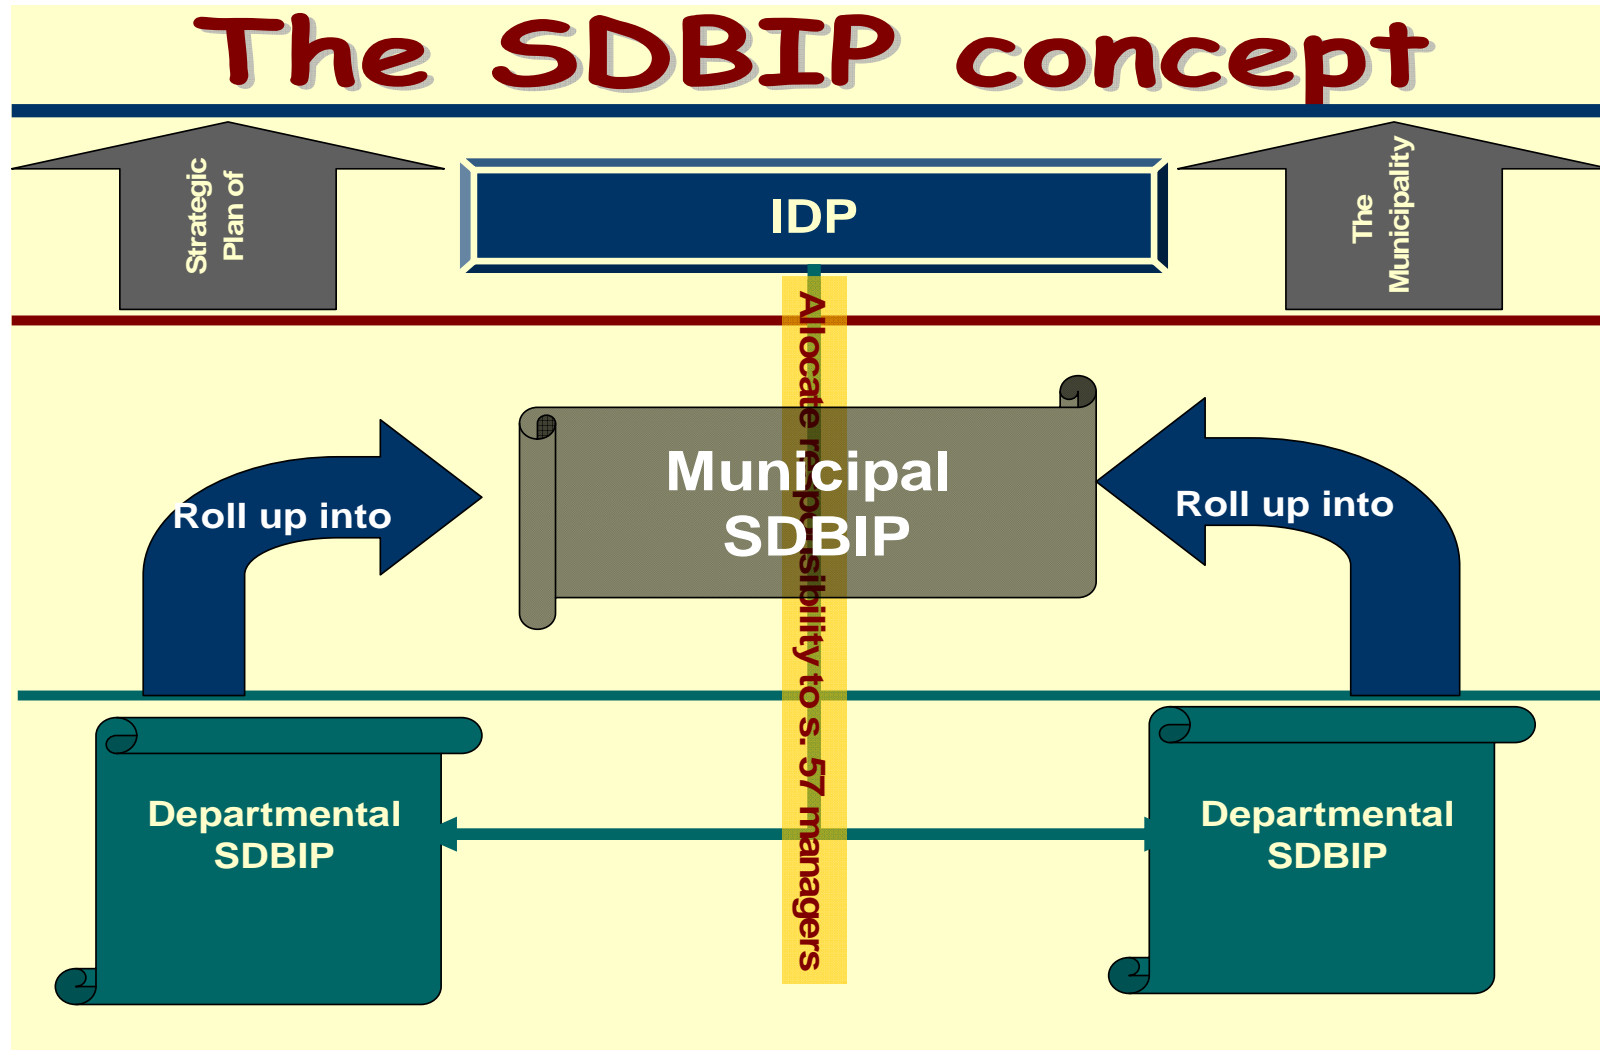 The SDBIP concept
Strategic
Plan of
IDP
The
Municipality
Allocate responsibility to s. 57 managers
Municipal
SDBIP
Roll up into
Roll up into
Departmental
SDBIP
Departmental
SDBIP